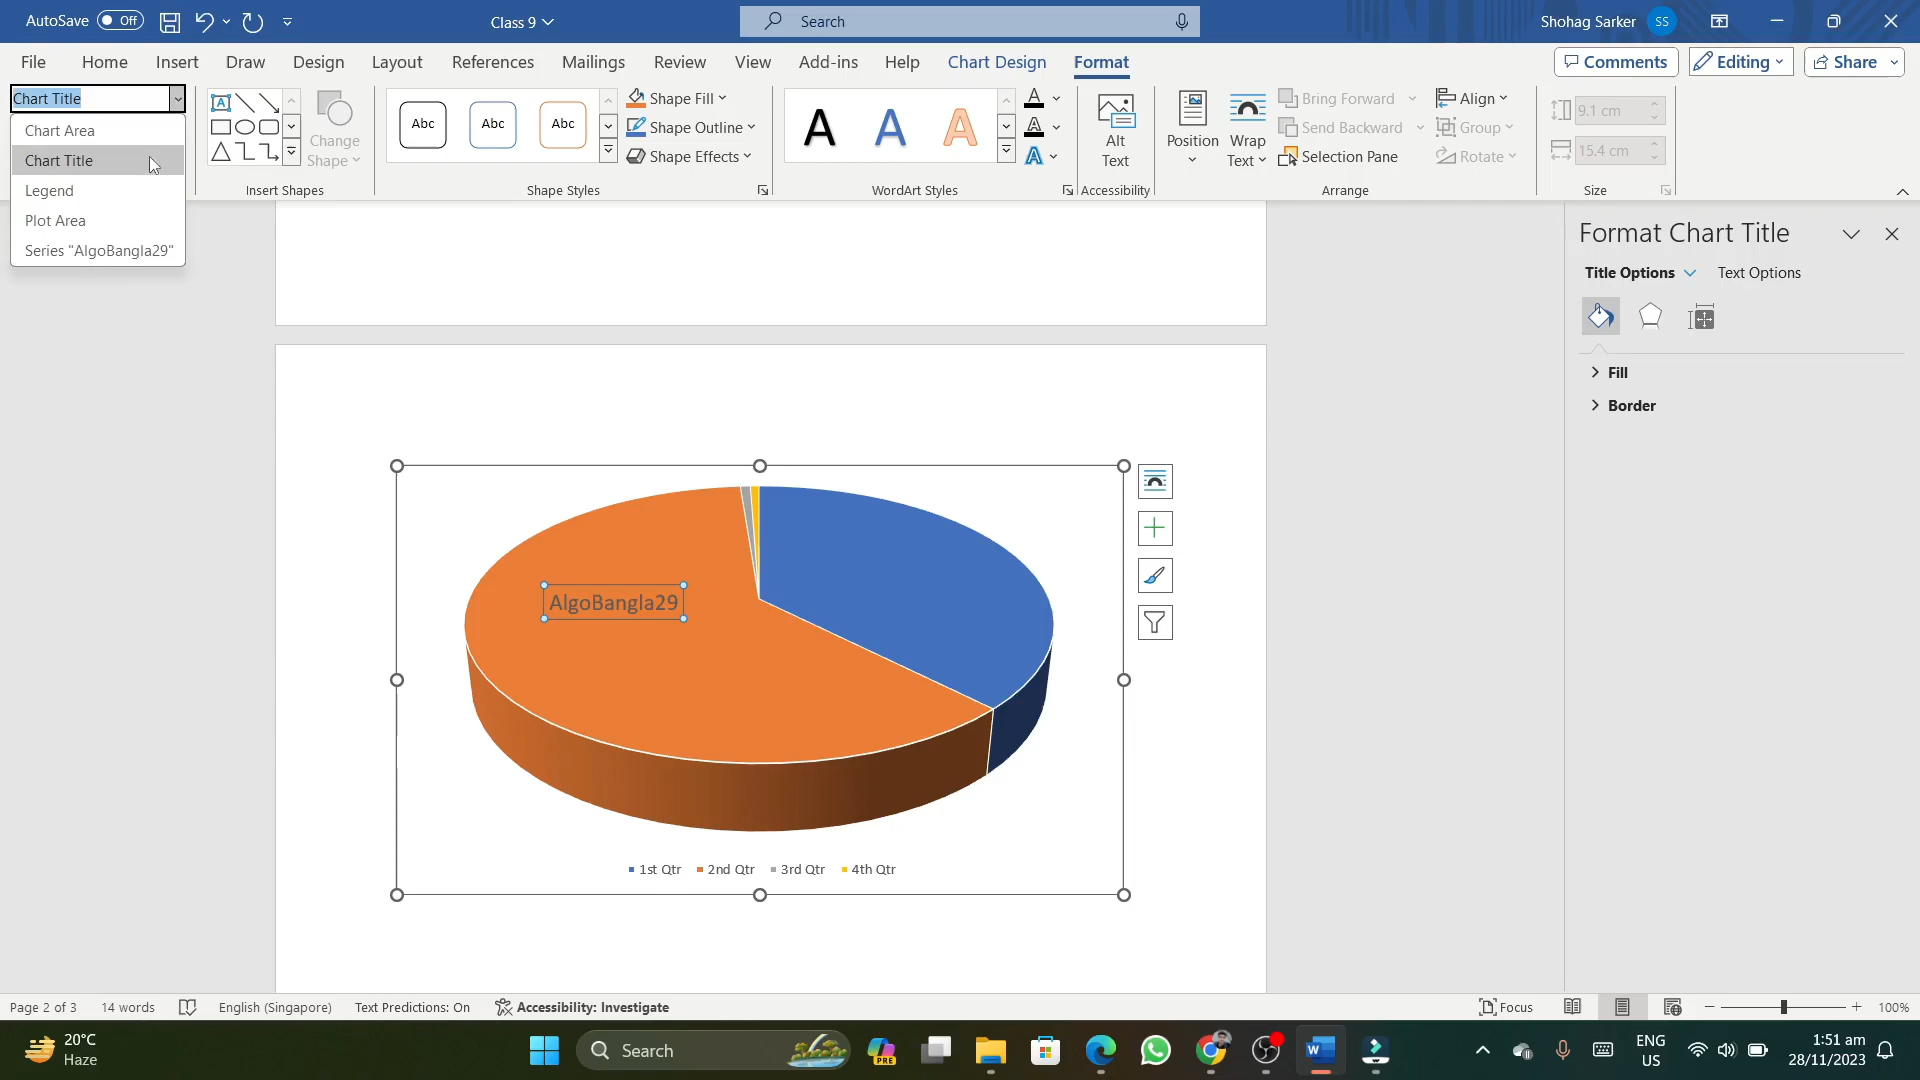 AutoSave Off Class 9 Search Shohag Sarker SS
File Home Insert Draw Design Layout References Mailings Review View Add-ins Help Chart Design Format Comments Editing Share
Chart Title
Chart Area
Chart Title
Legend
Plot Area
Series "AlgoBangla29"
A
Change
Shape
Insert Shapes
Abc Abc Abc
Shape Fill
Shape Outline
Shape Effects
Shape Styles
A A A
A
A
A
WordArt Styles
Alt
Text
Accessibility
Position
Wrap
Text
Bring Forward
Send Backward
Selection Pane
Align
Group
Rotate
Arrange
9.1 cm
15.4 cm
Size
Format Chart Title
Title Options Text Options
Fill
Border
AlgoBangla29
1st Qtr 2nd Qtr 3rd Qtr 4th Qtr
Page 2 of 3 14 words English (Singapore) Text Predictions: On Accessibility: Investigate Focus 100%
20°C
Haze
Search
PRE
W
ENG
US
1:51 am
28/11/2023